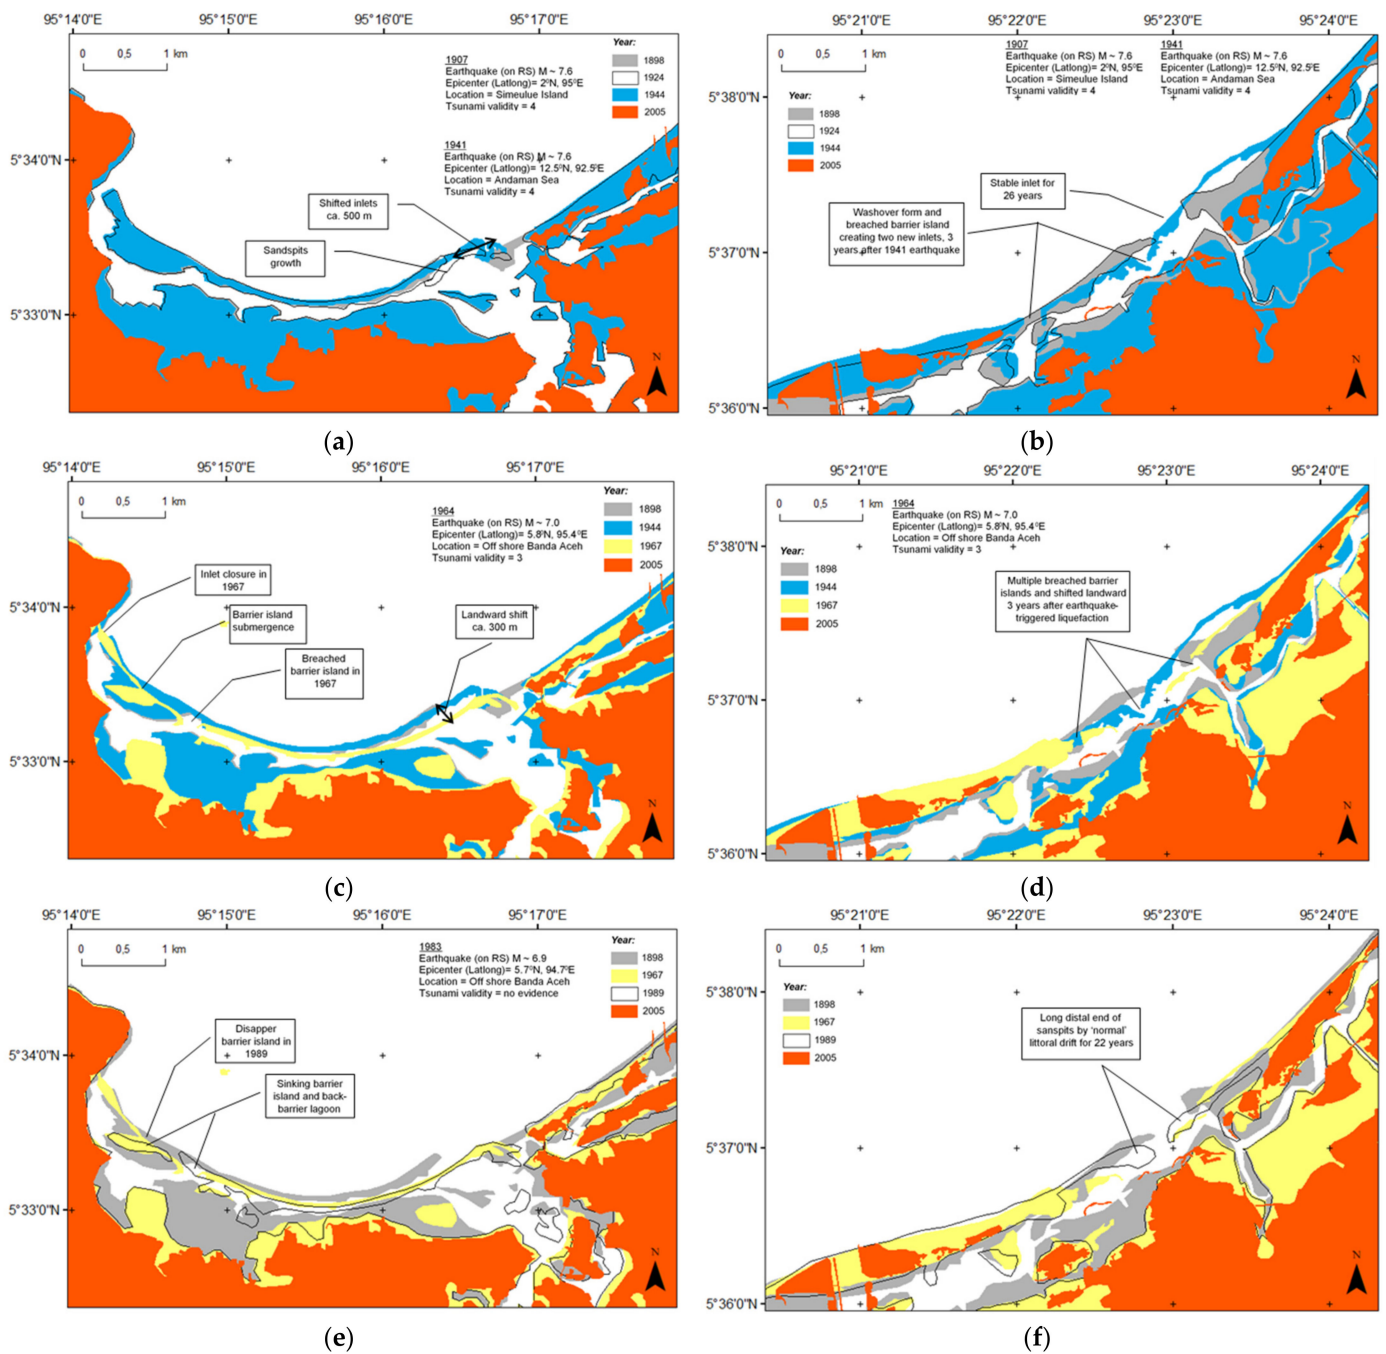 95°14'0"E 95°15'0"E 95°16'0"E 95°17'0"E
0 0,5 1 km
1907
Earthquake (on RS) M ~ 7.6
Epicenter (Latlong)= 2⁰N, 95⁰E
Location = Simeulue Island
Tsunami validity = 4
Year:
1898
1924
1944
2005
1941
Earthquake (on RS) M ~ 7.6
Epicenter (Latlong)= 12.5⁰N, 92.5⁰E
Location = Andaman Sea
Tsunami validity = 4
5°34'0"N
5°33'0"N
Shifted inlets
ca. 500 m
Sandspits
growth
N
(a)
95°21'0"E 95°22'0"E 95°23'0"E 95°24'0"E
0 0,5 1 km
1907
Earthquake (on RS) M ~ 7.6
Epicenter (Latlong)= 2⁰N, 95⁰E
Location = Simeulue Island
Tsunami validity = 4
1941
Earthquake (on RS) M ~ 7.6
Epicenter (Latlong)= 12.5⁰N, 92.5⁰E
Location = Andaman Sea
Tsunami validity = 4
Year:
1898
1924
1944
2005
5°38'0"N
5°37'0"N
5°36'0"N
Stable inlet for
26 years
Washover form and
breached barrier island
creating two new inlets, 3
years after 1941 earthquake
N
(b)
95°14'0"E 95°15'0"E 95°16'0"E 95°17'0"E
0 0,5 1 km
1964
Earthquake (on RS) M ~ 7.0
Epicenter (Latlong)= 5.8⁰N, 95.4⁰E
Location = Off shore Banda Aceh
Tsunami validity = 3
Year:
1898
1944
1967
2005
5°34'0"N
5°33'0"N
Inlet closure in
1967
Barrier island
submergence
Breached
barrier island in
1967
Landward shift
ca. 300 m
N
(c)
95°21'0"E 95°22'0"E 95°23'0"E 95°24'0"E
0 0,5 1 km
1964
Earthquake (on RS) M ~ 7.0
Epicenter (Latlong)= 5.8⁰N, 95.4⁰E
Location = Off shore Banda Aceh
Tsunami validity = 3
Year:
1898
1944
1967
2005
5°38'0"N
5°37'0"N
5°36'0"N
Multiple breached barrier
islands and shifted landward
3 years after earthquake-
triggered liquefaction
N
(d)
95°14'0"E 95°15'0"E 95°16'0"E 95°17'0"E
0 0,5 1 km
1983
Earthquake (on RS) M ~ 6.9
Epicenter (Latlong)= 5.7⁰N, 94.7⁰E
Location = Off shore Banda Aceh
Tsunami validity = no evidence
Year:
1898
1967
1989
2005
5°34'0"N
5°33'0"N
Disapper
barrier island in
1989
Sinking barrier
island and back-
barrier lagoon
N
(e)
95°21'0"E 95°22'0"E 95°23'0"E 95°24'0"E
0 0,5 1 km
Year:
1898
1967
1989
2005
5°38'0"N
5°37'0"N
5°36'0"N
Long distal end of
sanspits by 'normal'
littoral drift for 22 years
N
(f)